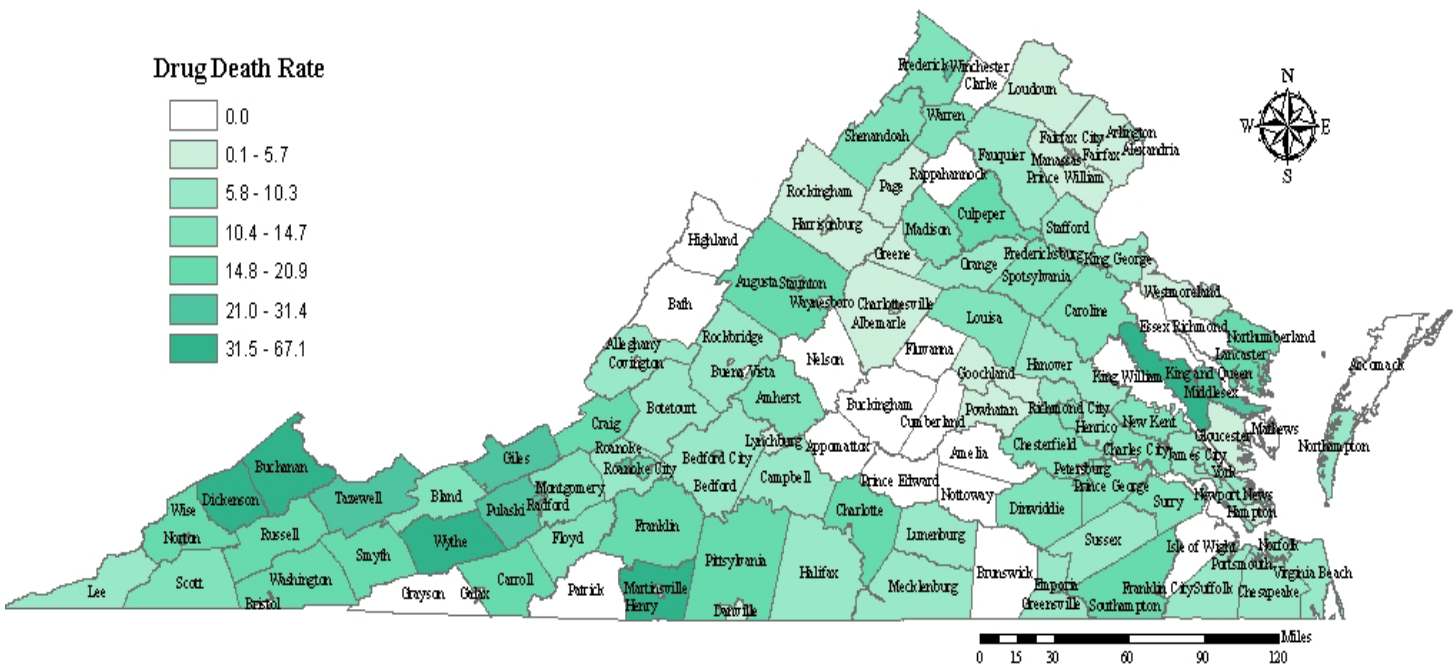 Drug Death Rate
0.0
0.1 - 5.7
5.8 - 10.3
10.4 - 14.7
14.8 - 20.9
21.0 - 31.4
31.5 - 67.1
N
W E
S
Frederick
Winchester
Clarke
Loudoun
Warren
Shenandoah
Fairfax City
Arlington
Fauquier
Manassas
Fairfax
Alexandria
Prince William
Rappahannock
Page
Rockingham
Harrisonburg
Culpeper
Madison
Stafford
Highland
Greene
Orange
Fredericksburg
King George
Spotsylvania
Augusta
Staunton
Waynesboro
Bath
Charlottesville
Albemarle
Louisa
Caroline
Westmoreland
Essex
Richmond
Northumberland
Lancaster
Rockbridge
Alleghany
Covington
Nelson
Fluvanna
Goochland
Hanover
King William
King and Queen
Middlesex
Accomack
Buena Vista
Amherst
Buckingham
Cumberland
Powhatan
Richmond City
Henrico
New Kent
Gloucester
Mathews
Northampton
Botetourt
Craig
Roanoke
Roanoke City
Lynchburg
Appomattox
Amelia
Chesterfield
Charles City
James City
York
Bedford City
Bedford
Campbell
Prince Edward
Nottoway
Petersburg
Prince George
Surry
Newport News
Hampton
Giles
Buchanan
Dickenson
Tazewell
Bland
Montgomery
Radford
Pulaski
Wise
Norton
Russell
Smyth
Wythe
Floyd
Franklin
Charlotte
Lunenburg
Dinwiddie
Sussex
Isle of Wight
Norfolk
Portsmouth
Virginia Beach
Lee
Scott
Washington
Bristol
Grayson
Galax
Carroll
Patrick
Martinsville
Henry
Pittsylvania
Danville
Halifax
Mecklenburg
Brunswick
Emporia
Greensville
Franklin City
Southampton
Suffolk
Chesapeake
Miles
0 15 30 60 90 120